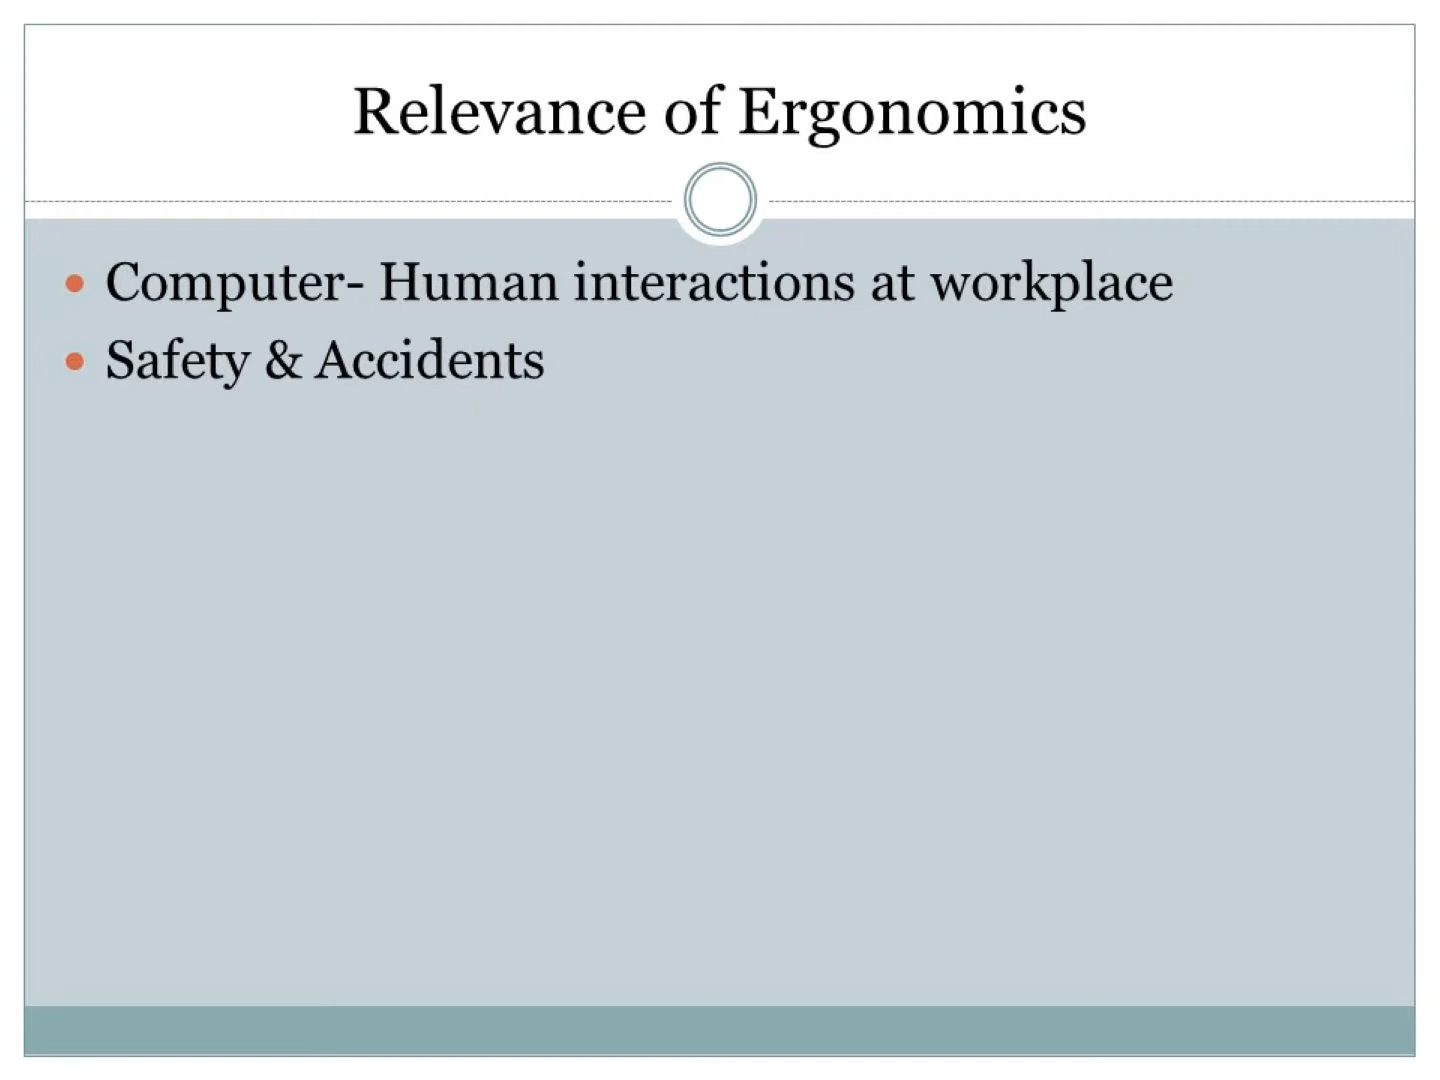 Relevance of Ergonomics
Computer- Human interactions at workplace
Safety & Accidents